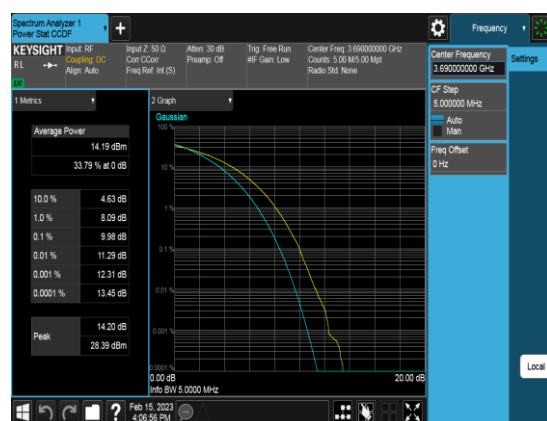 Spectrum Analyzer 1
Power Stat CCDF
Frequency
KEYSIGHT
RL
Input: RF
Coupling: DC
Align: Auto
Input Z: 50 Ω
Corr CCorr
Freq Ref: Int (S)
Atten: 30 dB
Preamp: Off
Trig: Free Run
#IF Gain: Low
Center Freq: 3.690000000 GHz
Counts: 5.00 M/5.00 Mpt
Radio Std: None
Center Frequency
3.690000000 GHz
Settings
CF Step
5.000000 MHz
Auto
Man
Freq Offset
0 Hz
1 Metrics
Average Power
14.19 dBm
33.79 % at 0 dB
10.0 % 4.63 dB
1.0 % 8.09 dB
0.1 % 9.98 dB
0.01 % 11.29 dB
0.001 % 12.31 dB
0.0001 % 13.45 dB
Peak
14.20 dB
28.39 dBm
2 Graph
Gaussian
100 %
10 %
1 %
0.1 %
0.01 %
0.001 %
0.0001 %
0.00 dB
20.00 dB
Info BW 5.0000 MHz
Local
Feb 15, 2023
4:06:56 PM